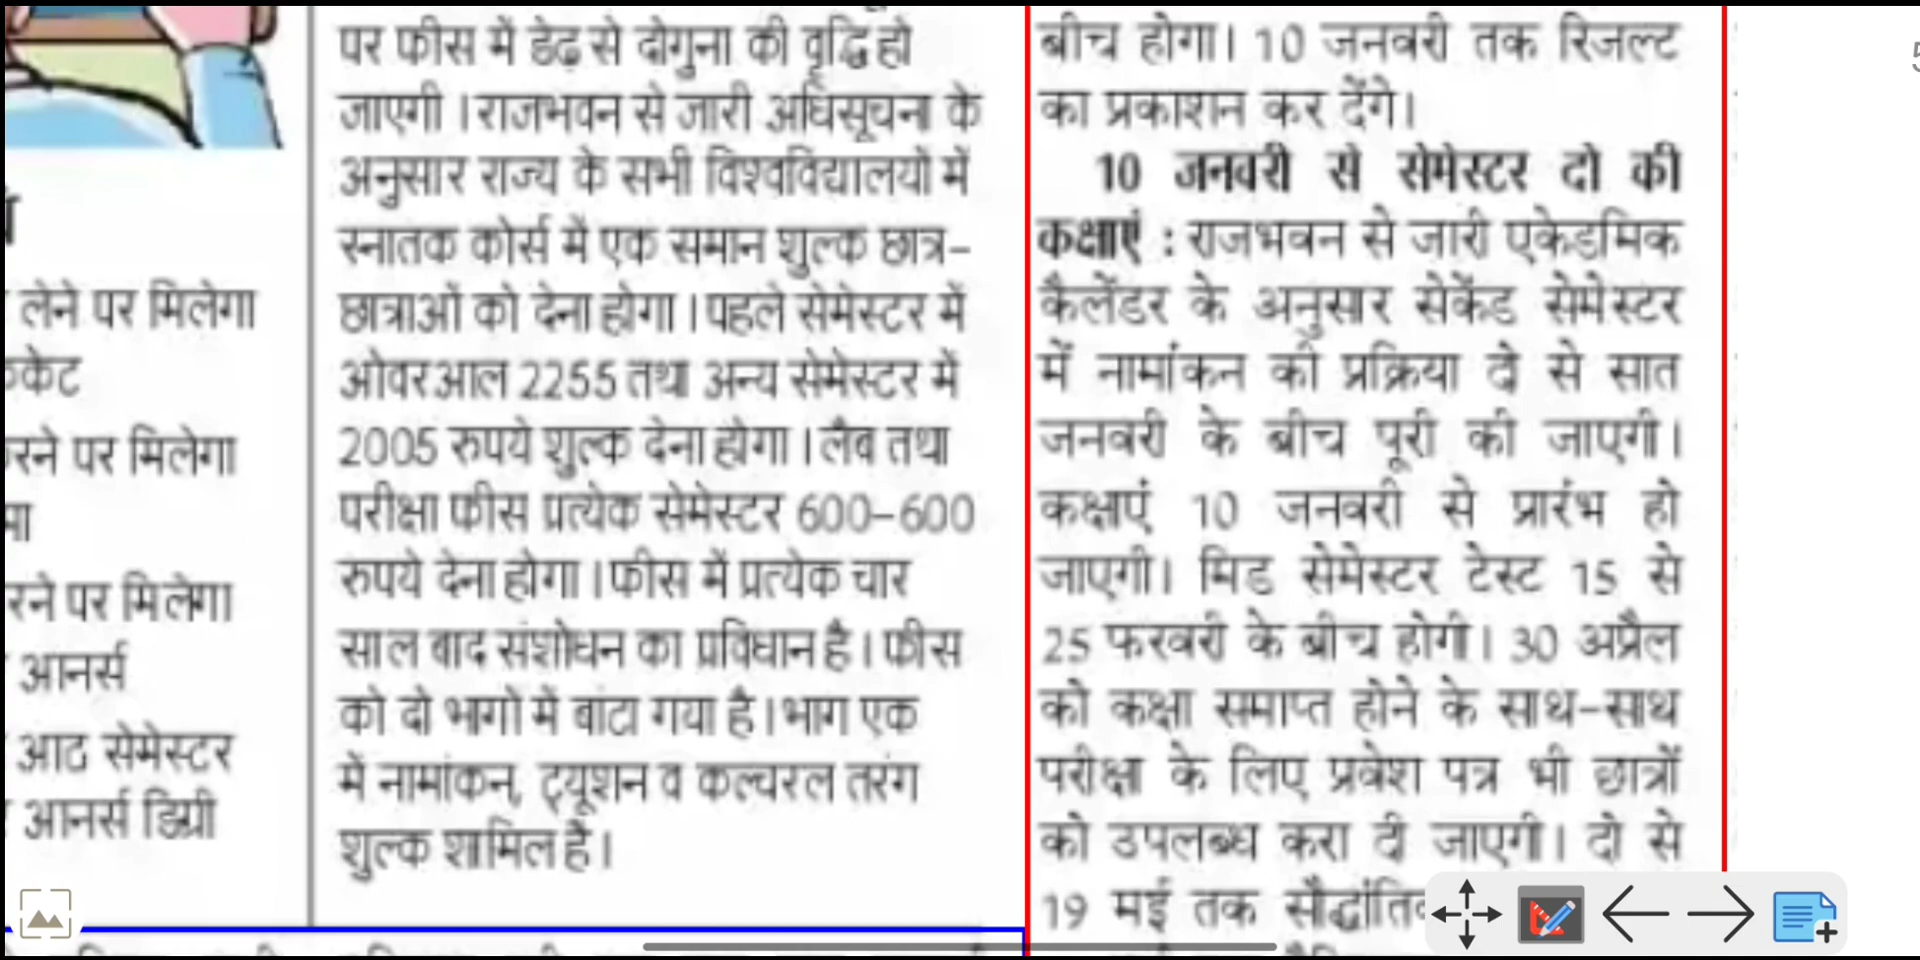 लेने पर मिलेगा
केट
रने पर मिलेगा
मा
रने पर मिलेगा
आनर्स
आठ सेमेस्टर
आनर्स डिग्री
पर फीस में डेढ़ से दोगुना की वृद्धि हो
जाएगी । राजभवन से जारी अधिसूचना के
अनुसार राज्य के सभी विश्वविद्यालयों में
स्नातक कोर्स में एक समान शुल्क छात्र-
छात्राओं को देना होगा । पहले सेमेस्टर में
ओवरआल 2255 तथा अन्य सेमेस्टर में
2005 रुपये शुल्क देना होगा । लैब तथा
परीक्षा फीस प्रत्येक सेमेस्टर 600-600
रुपये देना होगा । फीस में प्रत्येक चार
साल बाद संशोधन का प्रविधान है । फीस
को दो भागों में बांटा गया है । भाग एक
में नामांकन, ट्यूशन व कल्चरल तरंग
शुल्क शामिल हैं ।
बीच होगा। 10 जनवरी तक रिजल्ट
का प्रकाशन कर देंगे।
10 जनवरी से सेमेस्टर दो की
कक्षाएं : राजभवन से जारी एकेडमिक
कैलेंडर के अनुसार सेकेंड सेमेस्टर
में नामांकन की प्रक्रिया दो से सात
जनवरी के बीच पूरी की जाएगी।
कक्षाएं 10 जनवरी से प्रारंभ हो
जाएगी। मिड सेमेस्टर टेस्ट 15 से
25 फरवरी के बीच होगी। 30 अप्रैल
को कक्षा समाप्त होने के साथ-साथ
परीक्षा के लिए प्रवेश पत्र भी छात्रों
को उपलब्ध करा दी जाएगी। दो से
19 मई तक